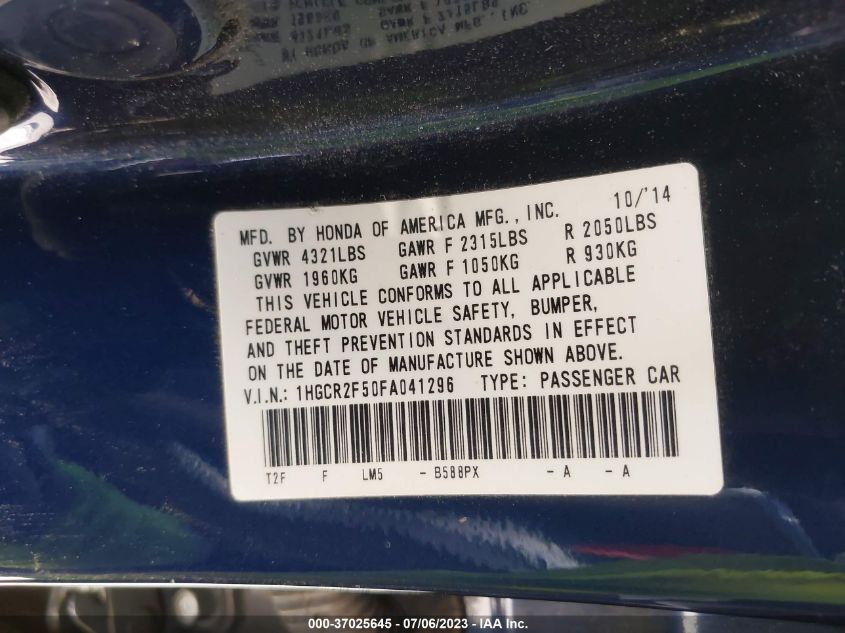 MFD. BY HONDA OF AMERICA MFG., INC. 10/'14
GVWR 4321LBS GAWR F 2315LBS R 2050LBS
GVWR 1960KG GAWR F 1050KG R 930KG
THIS VEHICLE CONFORMS TO ALL APPLICABLE
FEDERAL MOTOR VEHICLE SAFETY, BUMPER,
AND THEFT PREVENTION STANDARDS IN EFFECT
ON THE DATE OF MANUFACTURE SHOWN ABOVE.
V.I.N.: 1HGCR2F50FA041296 TYPE: PASSENGER CAR
T2F F LM5 - B588PX - A - A
000-37025645 - 07/06/2023 - IAA Inc.